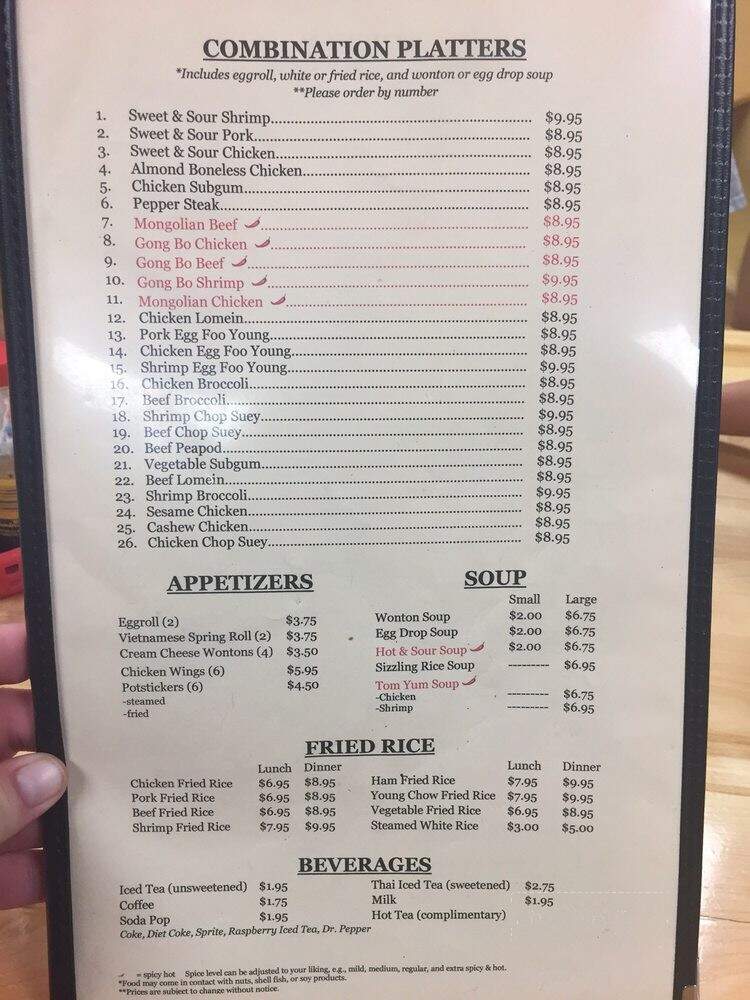 COMBINATION PLATTERS
*Includes eggroll, white or fried rice, and wonton or egg drop soup
**Please order by number
1. Sweet & Sour Shrimp........ $9.95
2. Sweet & Sour Pork........ $8.95
3. Sweet & Sour Chicken........ $8.95
4. Almond Boneless Chicken........ $8.95
5. Chicken Subgum........ $8.95
6. Pepper Steak........ $8.95
7. Mongolian Beef ........ $8.95
8. Gong Bo Chicken ........ $8.95
9. Gong Bo Beef ........ $8.95
10. Gong Bo Shrimp ........ $9.95
11. Mongolian Chicken ........ $8.95
12. Chicken Lomein........ $8.95
13. Pork Egg Foo Young........ $8.95
14. Chicken Egg Foo Young........ $8.95
15. Shrimp Egg Foo Young........ $9.95
16. Chicken Broccoli........ $8.95
17. Beef Broccoli........ $8.95
18. Shrimp Chop Suey........ $9.95
19. Beef Chop Suey........ $8.95
20. Beef Peapod........ $8.95
21. Vegetable Subgum........ $8.95
22. Beef Lomein........ $8.95
23. Shrimp Broccoli........ $9.95
24. Sesame Chicken........ $8.95
25. Cashew Chicken........ $8.95
26. Chicken Chop Suey........ $8.95
APPETIZERS
Eggroll (2) $3.75
Vietnamese Spring Roll (2) $3.75
Cream Cheese Wontons (4) $3.50
Chicken Wings (6) $5.95
Potstickers (6) $4.50
-steamed
-fried
SOUP
Small Large
Wonton Soup $2.00 $6.75
Egg Drop Soup $2.00 $6.75
Hot & Sour Soup $2.00 $6.75
Sizzling Rice Soup --------- $6.95
Tom Yum Soup
-Chicken --------- $6.75
-Shrimp --------- $6.95
FRIED RICE
Lunch Dinner
Chicken Fried Rice $6.95 $8.95
Pork Fried Rice $6.95 $8.95
Beef Fried Rice $6.95 $8.95
Shrimp Fried Rice $7.95 $9.95
Lunch Dinner
Ham Fried Rice $7.95 $9.95
Young Chow Fried Rice $7.95 $9.95
Vegetable Fried Rice $6.95 $8.95
Steamed White Rice $3.00 $5.00
BEVERAGES
Iced Tea (unsweetened) $1.95
Coffee $1.75
Soda Pop $1.95
Coke, Diet Coke, Sprite, Raspberry Iced Tea, Dr. Pepper
Thai Iced Tea (sweetened) $2.75
Milk $1.95
Hot Tea (complimentary)
= spicy hot Spice level can be adjusted to your liking, e.g., mild, medium, regular, and extra spicy & hot.
*Food may come in contact with nuts, shell fish, or soy products.
**Prices are subject to change without notice.